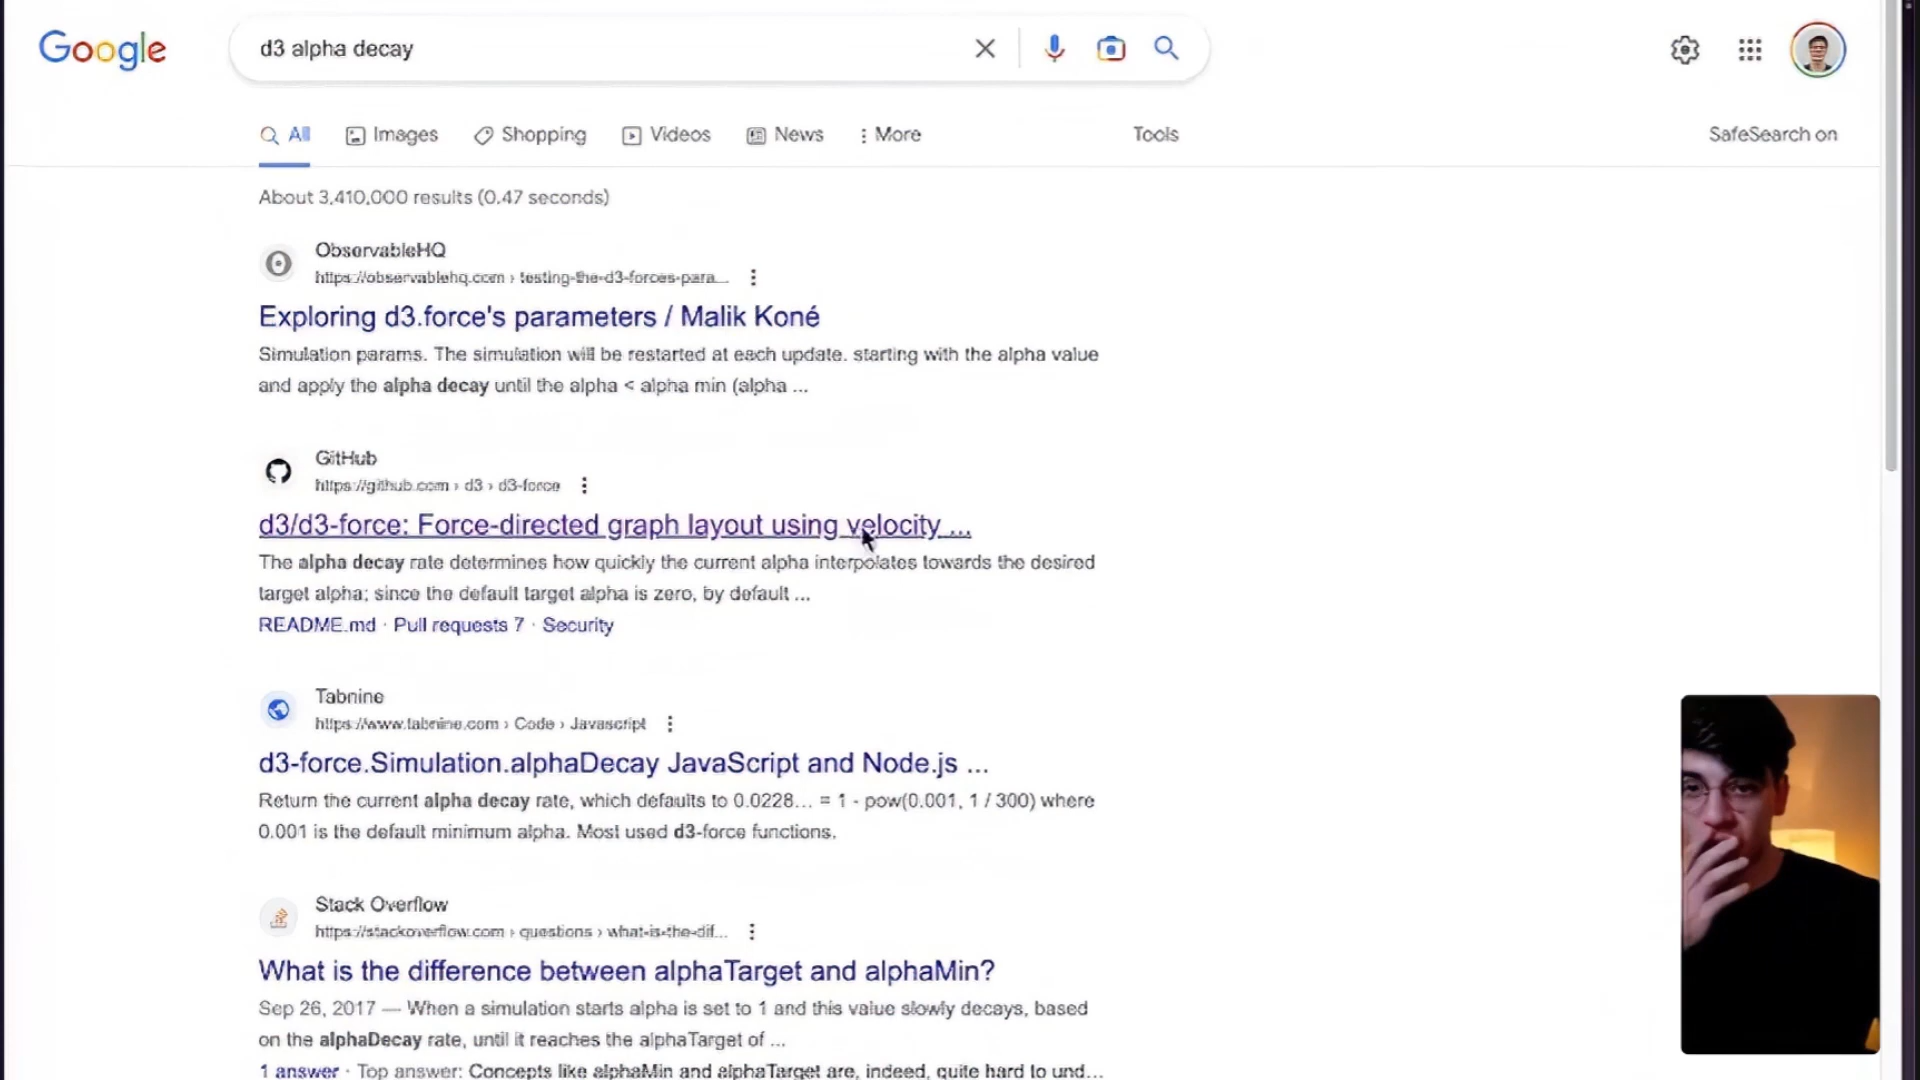 Google
d3 alpha decay
All Images Shopping Videos News More Tools SafeSearch on
About 3,410,000 results (0.47 seconds)
ObservableHQ
https://observablehq.com › testing-the-d3-forces-para...
Exploring d3.force's parameters / Malik Koné
Simulation params. The simulation will be restarted at each update. starting with the alpha value
and apply the alpha decay until the alpha < alpha min (alpha ...
GitHub
https://github.com › d3 › d3-force
d3/d3-force: Force-directed graph layout using velocity ...
The alpha decay rate determines how quickly the current alpha interpolates towards the desired
target alpha; since the default target alpha is zero, by default ...
README.md · Pull requests 7 · Security
Tabnine
https://www.tabnine.com › Code › Javascript
d3-force.Simulation.alphaDecay JavaScript and Node.js ...
Return the current alpha decay rate, which defaults to 0.0228... = 1 - pow(0.001, 1 / 300) where
0.001 is the default minimum alpha. Most used d3-force functions.
Stack Overflow
https://stackoverflow.com › questions › what-is-the-dif...
What is the difference between alphaTarget and alphaMin?
Sep 26, 2017 — When a simulation starts alpha is set to 1 and this value slowly decays, based
on the alphaDecay rate, until it reaches the alphaTarget of ...
1 answer · Top answer: Concepts like alphaMin and alphaTarget are, indeed, quite hard to und...